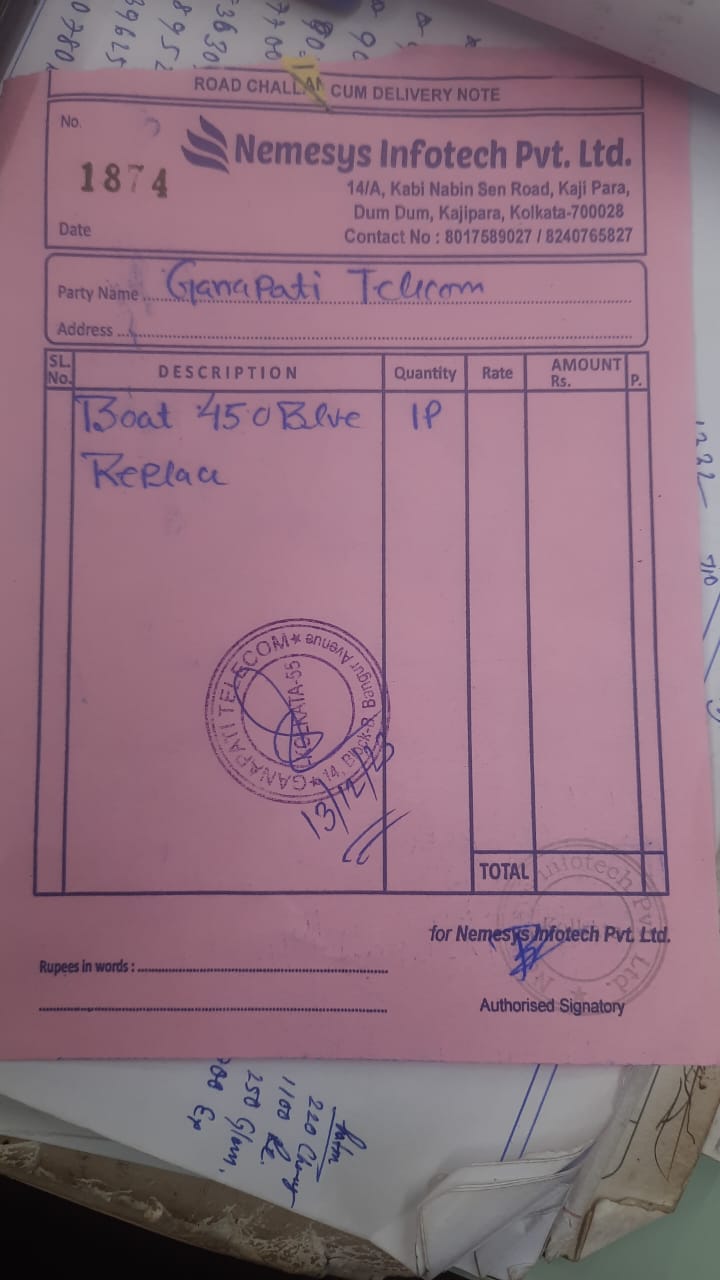 ROAD CHALLAN CUM DELIVERY NOTE
No.
1874
Date
Nemesys Infotech Pvt. Ltd.
14/A, Kabi Nabin Sen Road, Kaji Para,
Dum Dum, Kajipara, Kolkata-700028
Contact No : 8017589027 / 8240765827
Party Name Ganapati Telecom
Address
SL. No. DESCRIPTION Quantity Rate AMOUNT Rs. P.
Boat 450 Blue 1P
Replace
GANAPATI TELECOM
14, Block-B, Bangur Avenue
KOLKATA-55
13/12/23
TOTAL
Infotech Pvt. Ltd.
for Nemesys Infotech Pvt. Ltd.
Rupees in words :
Authorised Signatory
1100
250